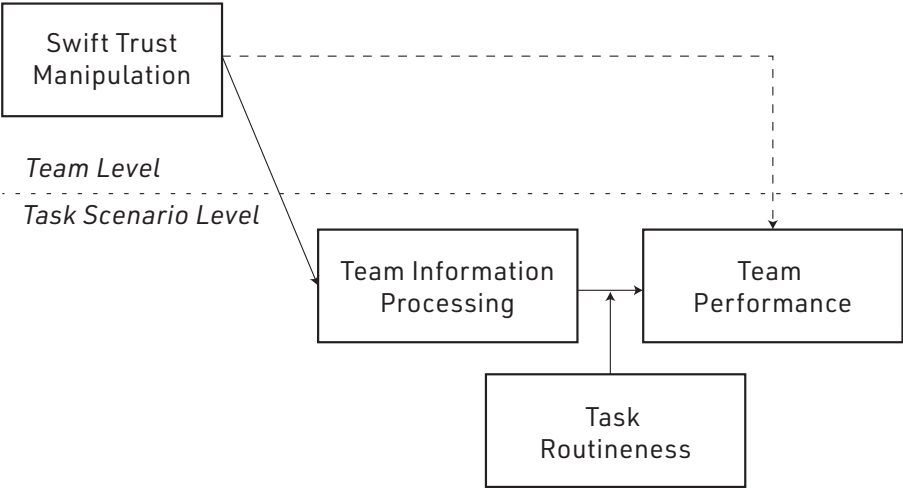 Swift Trust
Manipulation
Team Level
Task Scenario Level
Team Information
Processing
Team
Performance
Task
Routineness